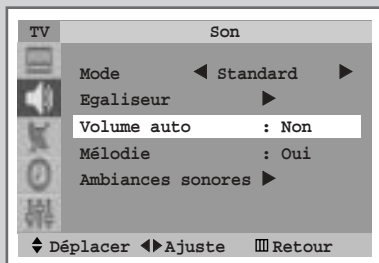 TV Son
Mode ◀ Standard ▶
Egaliseur ▶
Volume auto : Non
Mélodie : Oui
Ambiances sonores ▶
Déplacer ◀▶Ajuste Retour